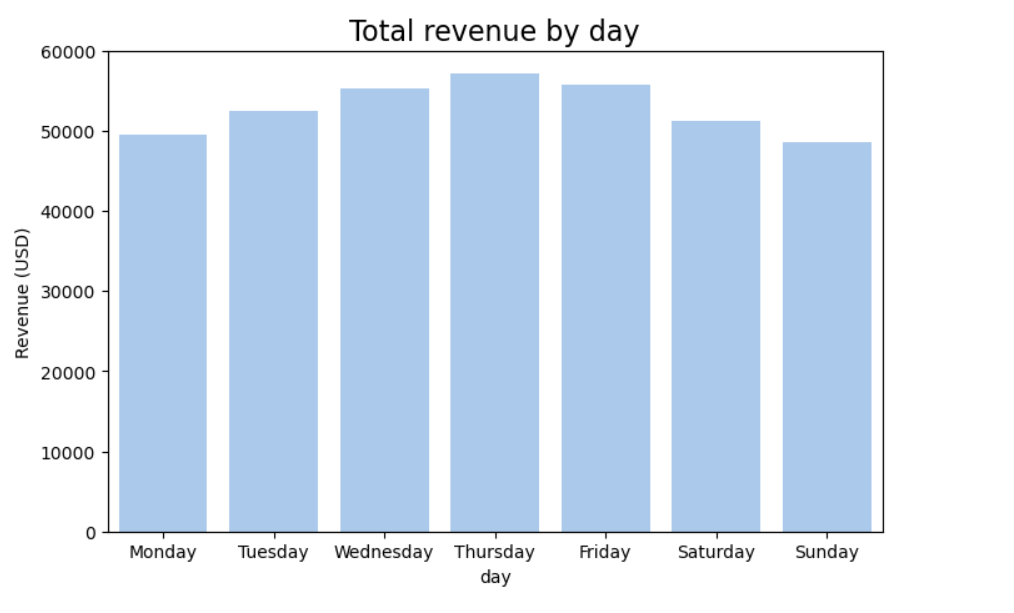 Total revenue by day
60000
50000
40000
30000
20000
10000
0
Revenue (USD)
Monday Tuesday Wednesday Thursday Friday Saturday Sunday
day